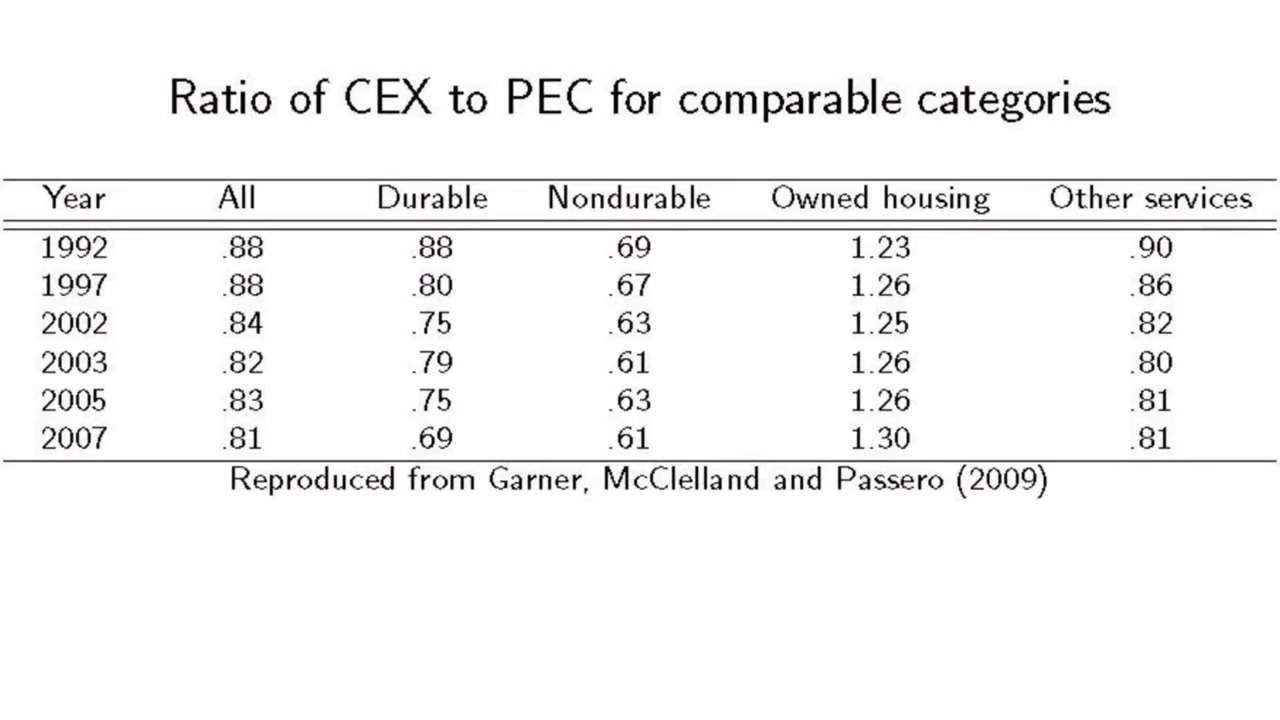 Ratio of CEX to PEC for comparable categories
Year All Durable Nondurable Owned housing Other services
1992 .88 .88 .69 1.23 .90
1997 .88 .80 .67 1.26 .86
2002 .84 .75 .63 1.25 .82
2003 .82 .79 .61 1.26 .80
2005 .83 .75 .63 1.26 .81
2007 .81 .69 .61 1.30 .81
Reproduced from Garner, McClelland and Passero (2009)